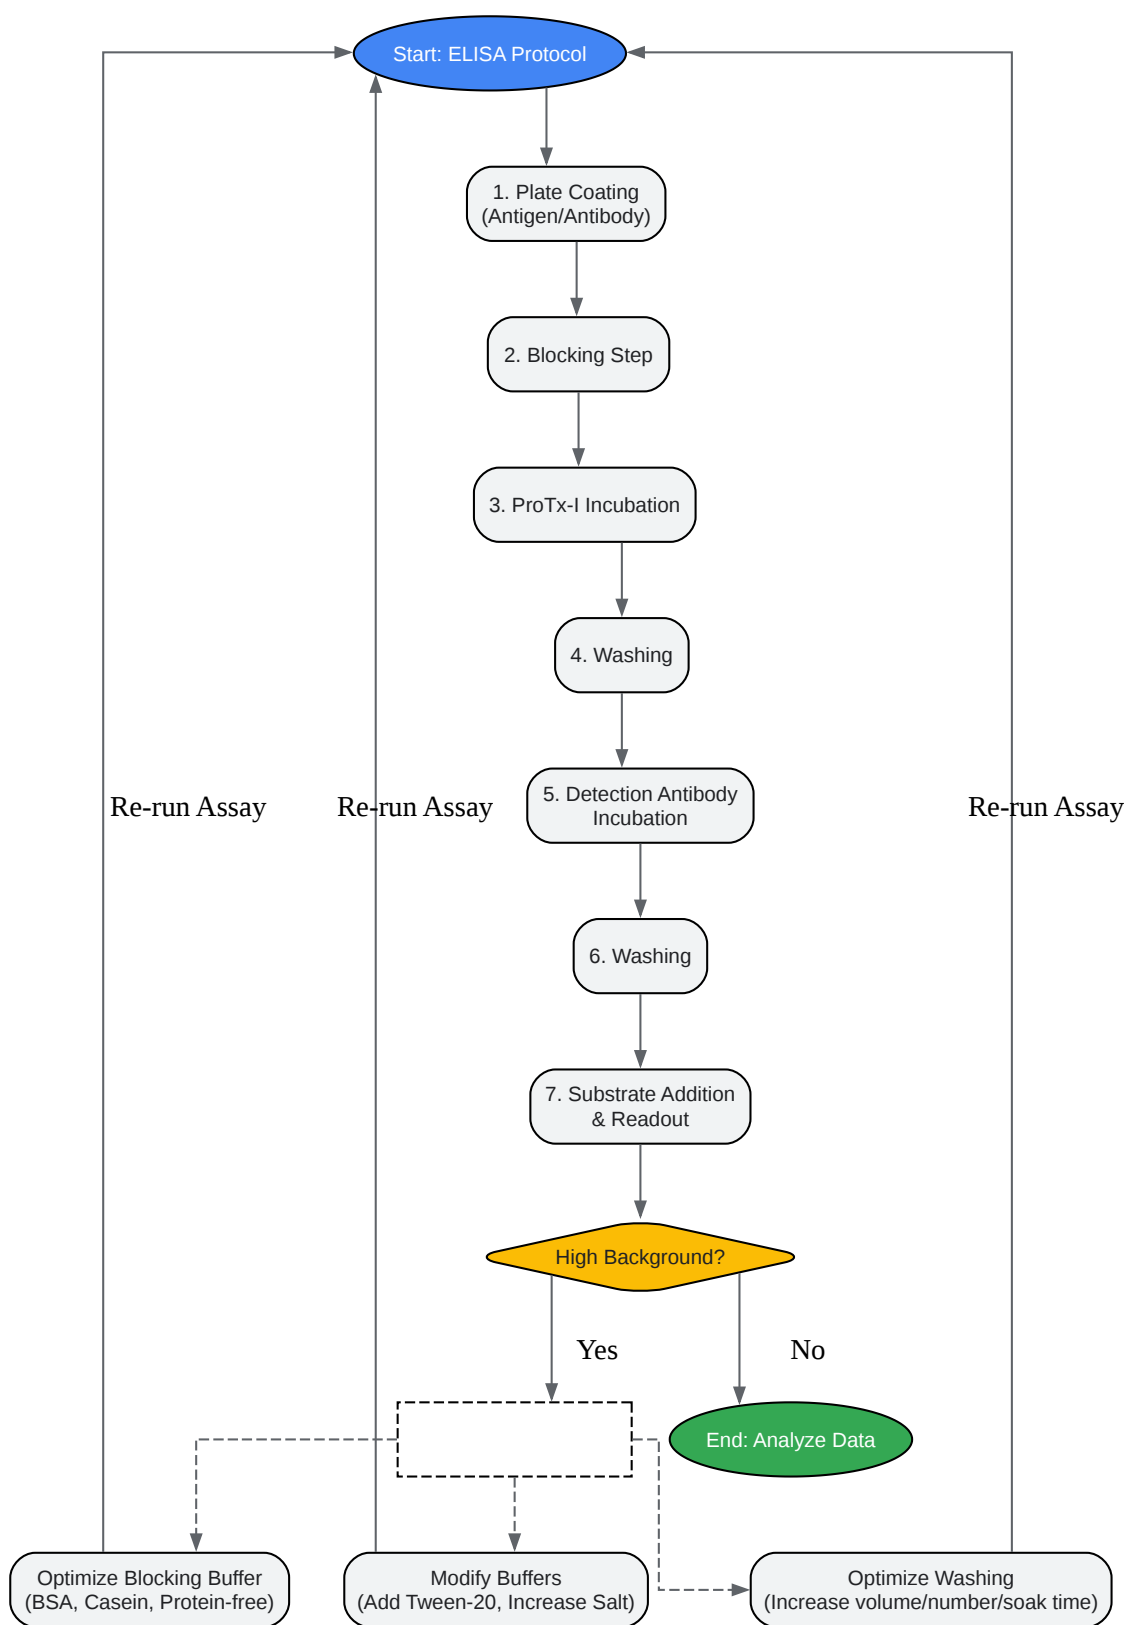 Start: ELISA Protocol
1. Plate Coating
(Antigen/Antibody)
2. Blocking Step
3. ProTx-I Incubation
4. Washing
5. Detection Antibody
Incubation
Re-run Assay
Re-run Assay
Re-run Assay
6. Washing
7. Substrate Addition
& Readout
High Background?
Yes
No
End: Analyze Data
Optimize Blocking Buffer
(BSA, Casein, Protein-free)
Modify Buffers
(Add Tween-20, Increase Salt)
Optimize Washing
(Increase volume/number/soak time)